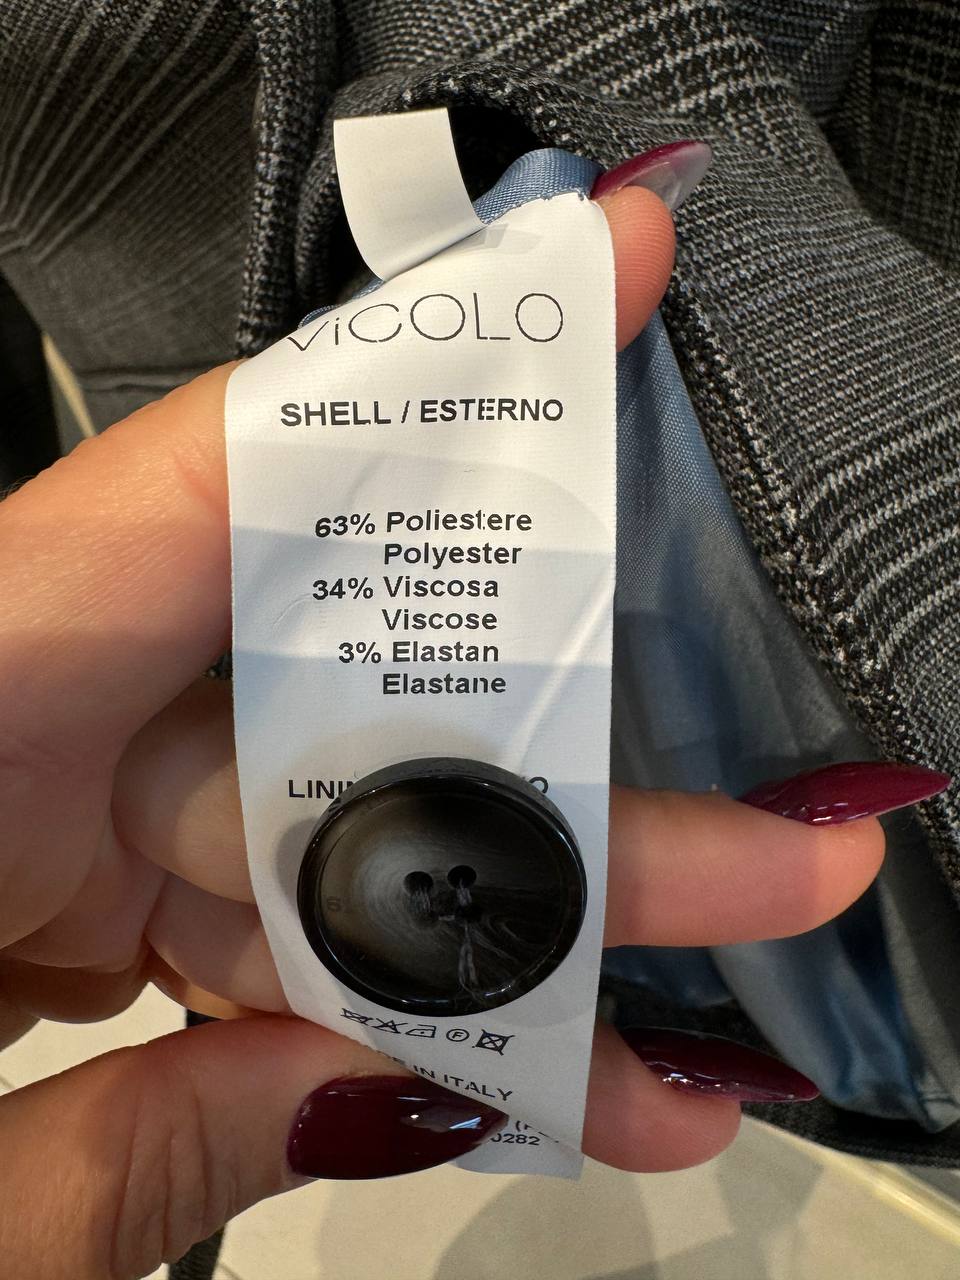 ViCOLO
SHELL / ESTERNO
63% Poliestere
Polyester
34% Viscosa
Viscose
3% Elastan
Elastane
IN ITALY